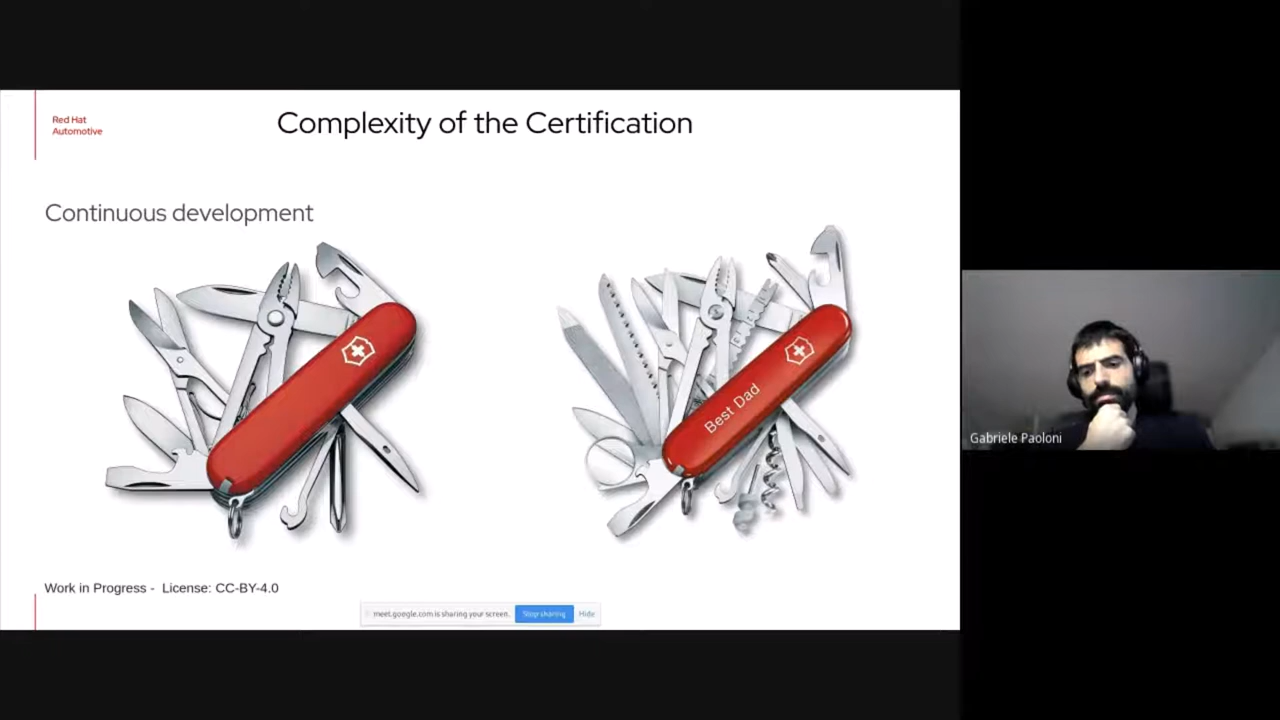 Red Hat
Automotive
Complexity of the Certification
Continuous development
Best Dad
Work in Progress - License: CC-BY-4.0
meet.google.com is sharing your screen.
Stop sharing
Hide
Gabriele Paoloni